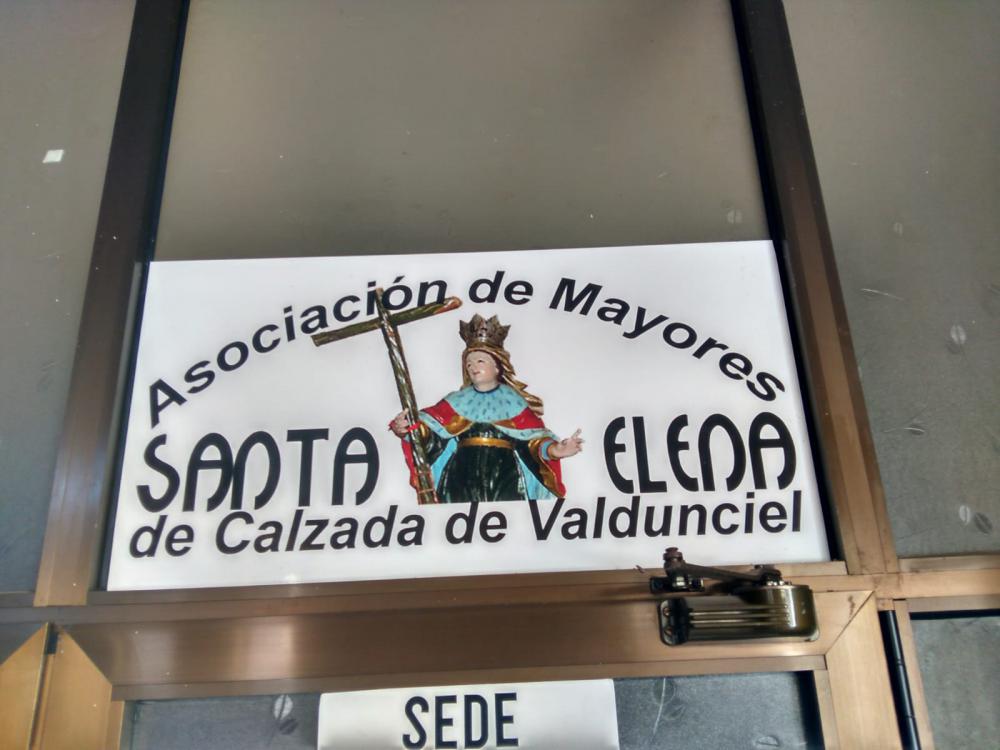 Asociación de Mayores
SANTA ELENA
de Calzada de Valdunciel
SEDE